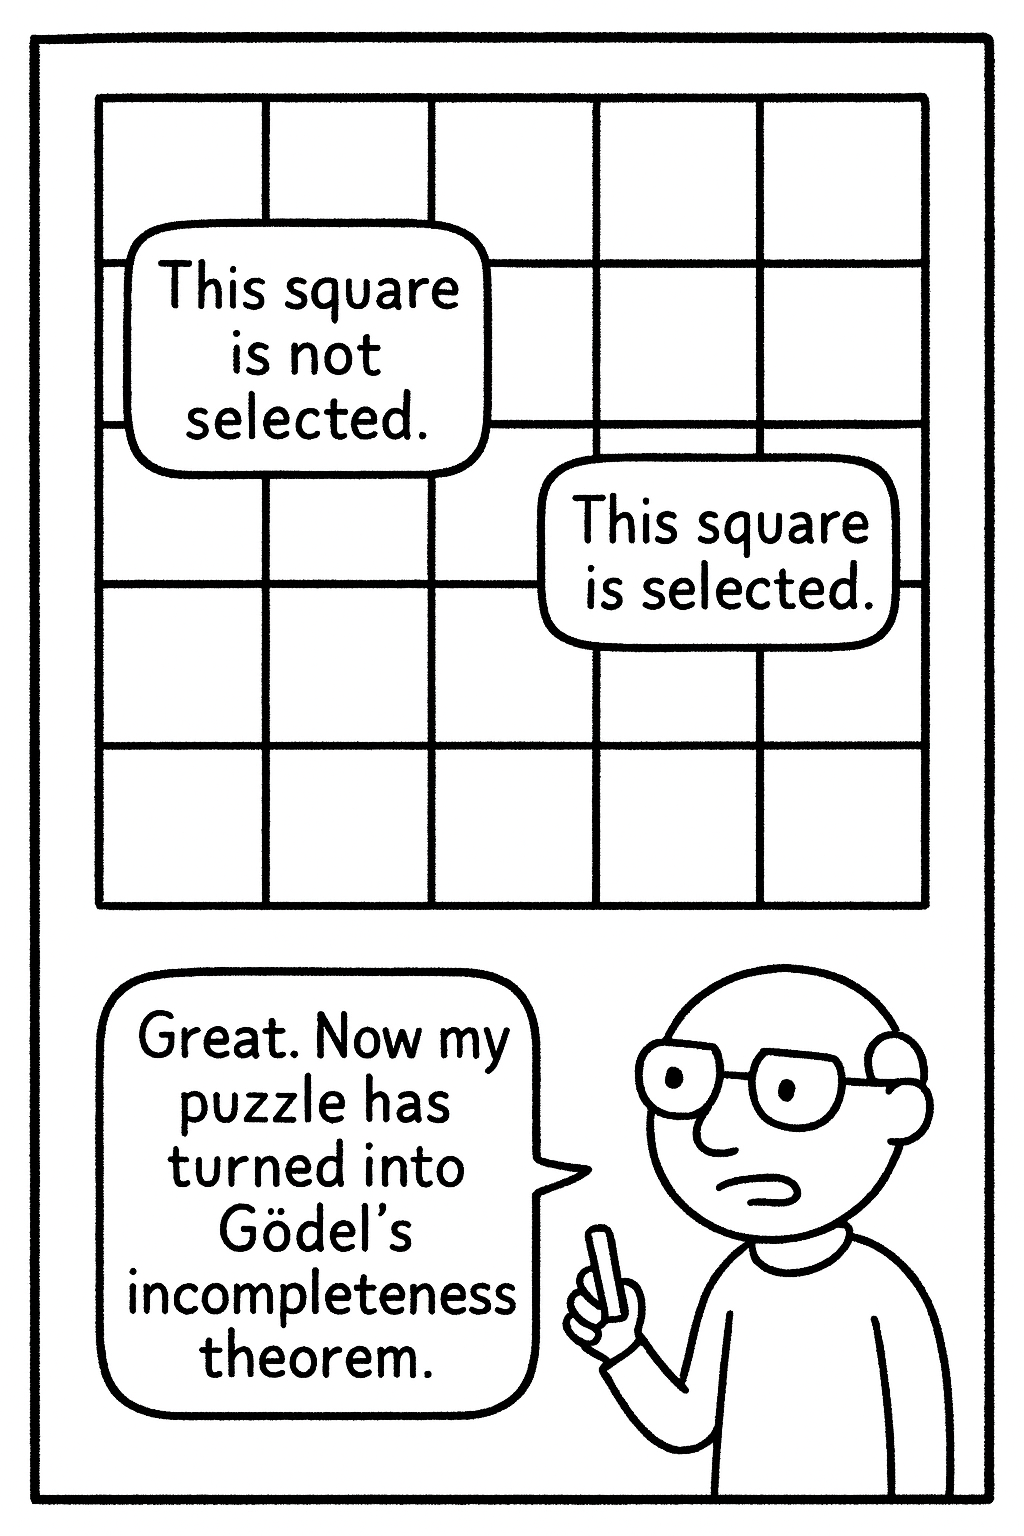 This square
is not
selected.
This square
is selected.
Great. Now my
puzzle has
turned into
Gödel's
incompleteness
theorem.